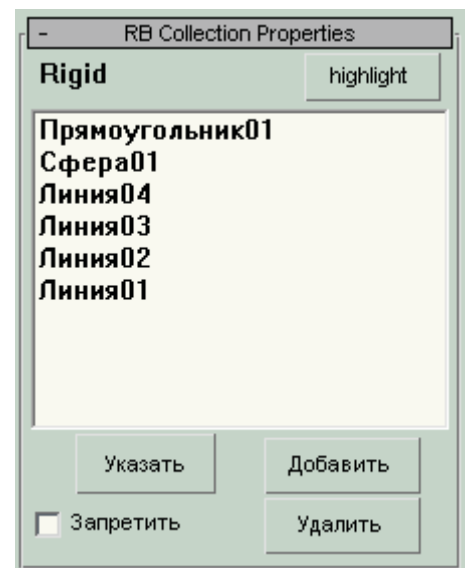 - RB Collection Properties
Rigid highlight
Прямоугольник01
Сфера01
Линия04
Линия03
Линия02
Линия01
Указать Добавить
Запретить Удалить